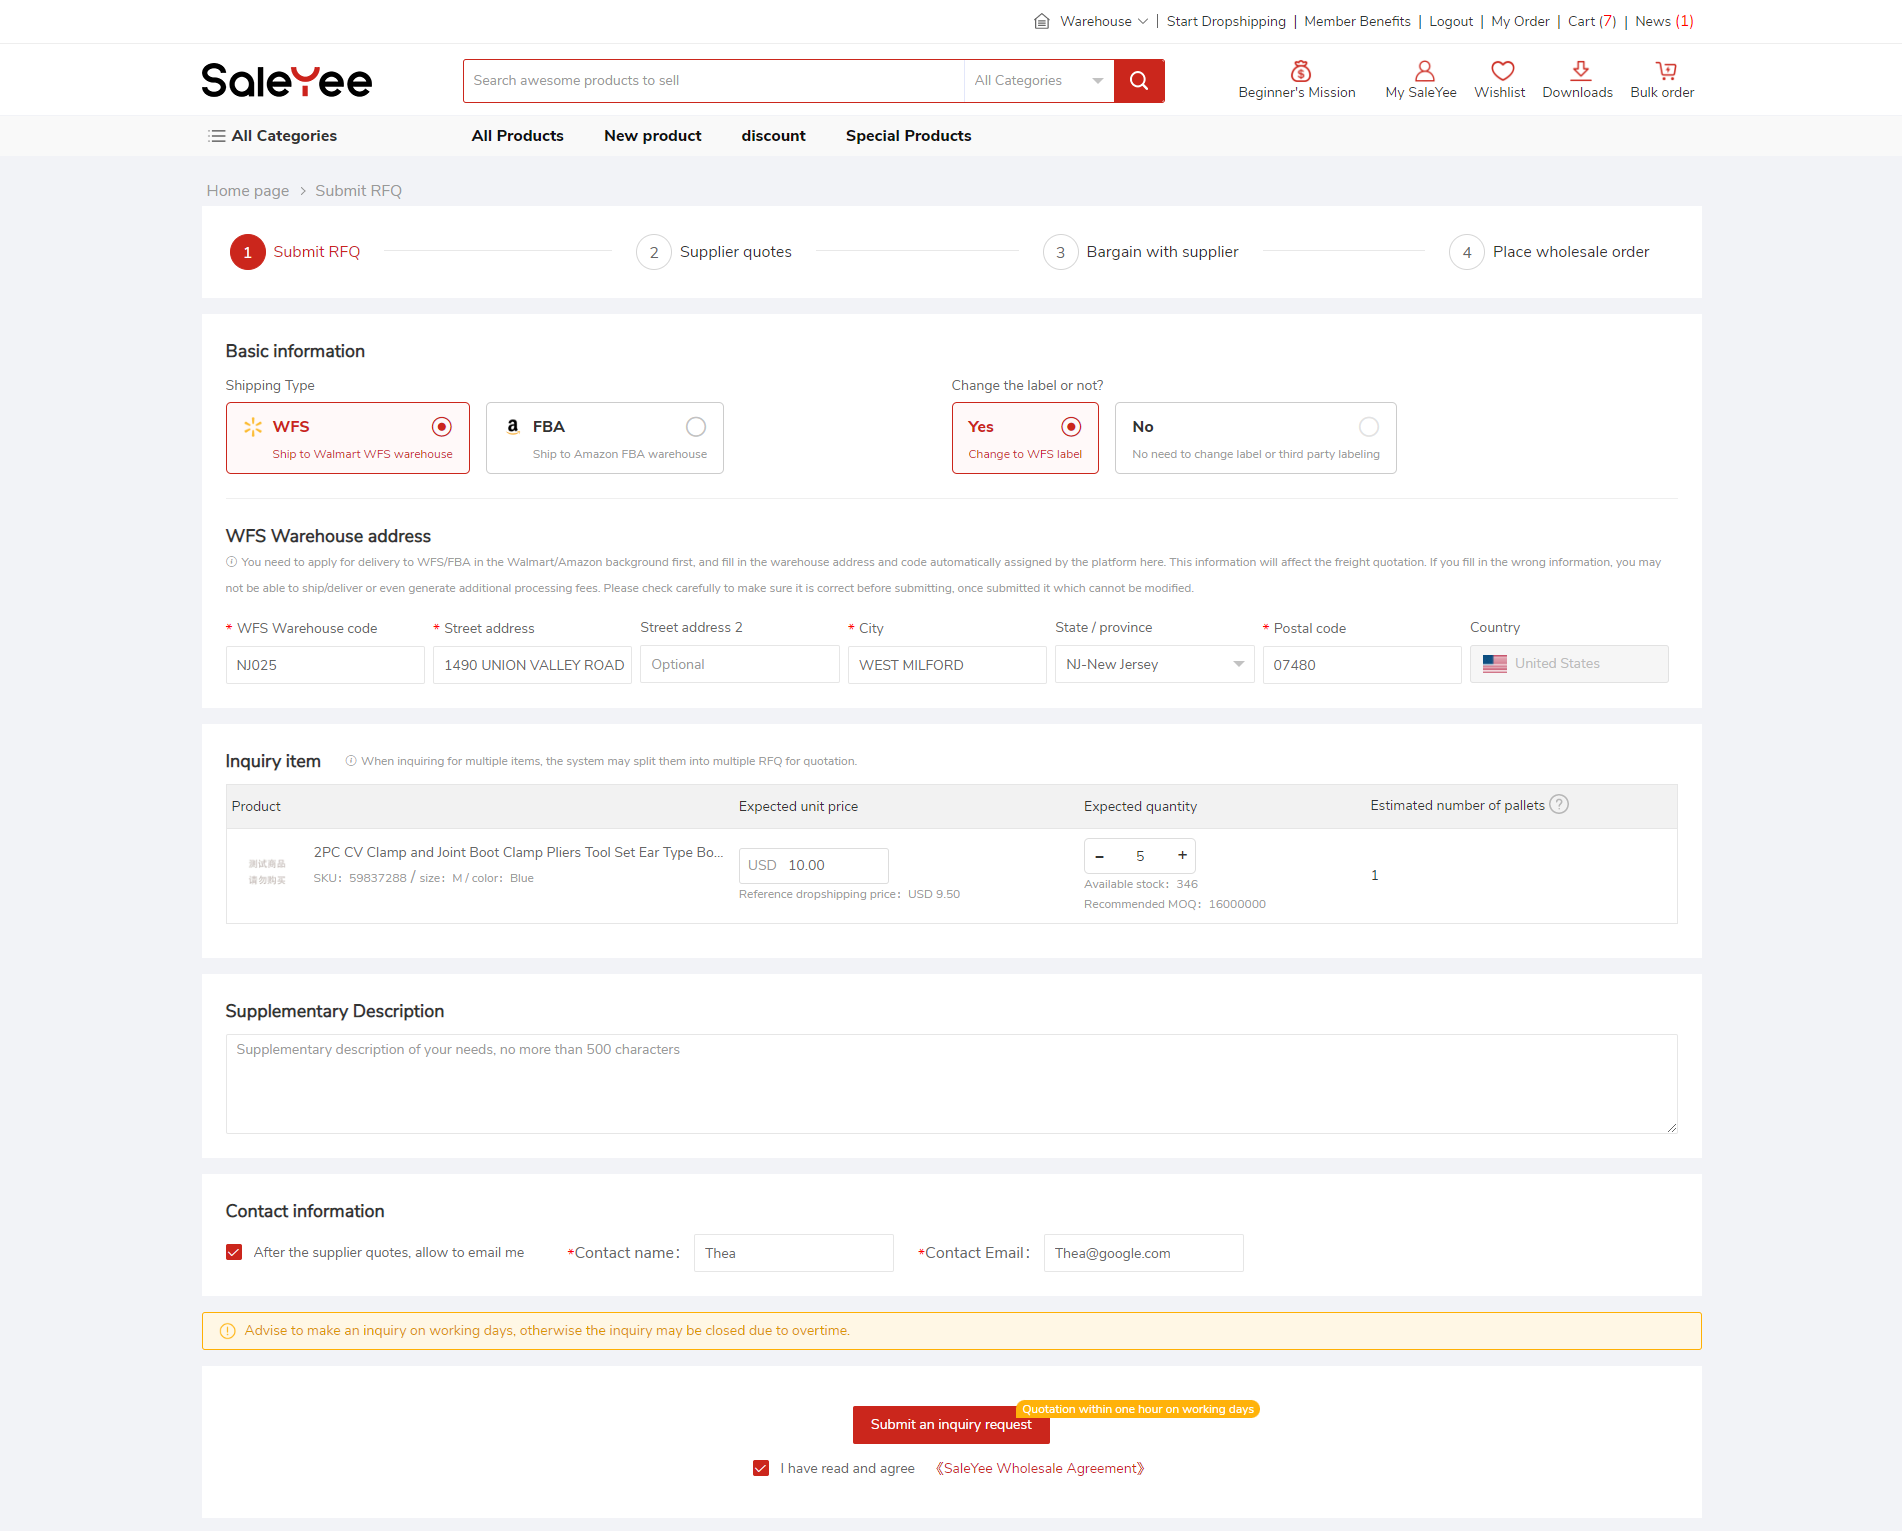 Warehouse | Start Dropshipping | Member Benefits | Logout | My Order | Cart (7) | News (1)
SaleYee
Search awesome products to sell
All Categories
Beginner's Mission
My SaleYee
Wishlist
Downloads
Bulk order
All Categories
All Products
New product
discount
Special Products
Home page > Submit RFQ
1 Submit RFQ
2 Supplier quotes
3 Bargain with supplier
4 Place wholesale order
Basic information
Shipping Type
Change the label or not?
WFS
Ship to Walmart WFS warehouse
FBA
Ship to Amazon FBA warehouse
Yes
Change to WFS label
No
No need to change label or third party labeling
WFS Warehouse address
You need to apply for delivery to WFS/FBA in the Walmart/Amazon background first, and fill in the warehouse address and code automatically assigned by the platform here. This information will affect the freight quotation. If you fill in the wrong information, you may
not be able to ship/deliver or even generate additional processing fees. Please check carefully to make sure it is correct before submitting, once submitted it which cannot be modified.
* WFS Warehouse code
* Street address
Street address 2
* City
State / province
* Postal code
Country
NJ025
1490 UNION VALLEY ROAD
Optional
WEST MILFORD
NJ-New Jersey
07480
United States
Inquiry item
When inquiring for multiple items, the system may split them into multiple RFQ for quotation.
Product
Expected unit price
Expected quantity
Estimated number of pallets ?
测试商品
请勿购买
2PC CV Clamp and Joint Boot Clamp Pliers Tool Set Ear Type Bo...
SKU: 59837288 / size: M / color: Blue
USD 10.00
Reference dropshipping price: USD 9.50
- 5 +
Available stock: 346
Recommended MOQ: 16000000
1
Supplementary Description
Supplementary description of your needs, no more than 500 characters
Contact information
After the supplier quotes, allow to email me
*Contact name:
Thea
*Contact Email:
Thea@google.com
Advise to make an inquiry on working days, otherwise the inquiry may be closed due to overtime.
Quotation within one hour on working days
Submit an inquiry request
I have read and agree 《SaleYee Wholesale Agreement》